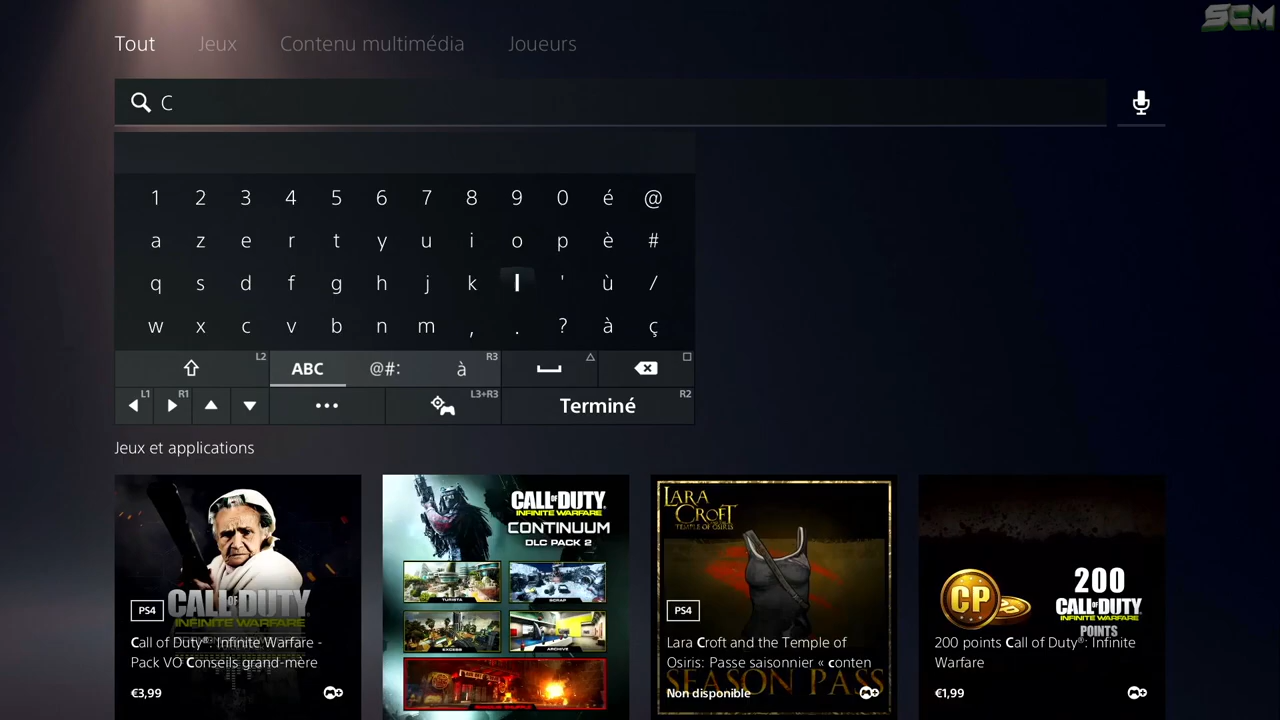 SCM
Tout Jeux Contenu multimédia Joueurs
C
1 2 3 4 5 6 7 8 9 0 é @
a z e r t y u i o p è #
q s d f g h j k l ' ù /
w x c v b n m , . ? à ç
L2 ABC @#: à R3
L1 R1 ... L3+R3 Terminé R2
Jeux et applications
CALL OF DUTY
INFINITE WARFARE
PS4
Call of Duty®: Infinite Warfare -
Pack VO Conseils grand-mère
€3,99
CALL OF DUTY
INFINITE WARFARE
CONTINUUM
DLC PACK 2
TURISTA SCRAP
EXCESS ARCHIVE
LARA
CROFT
AND THE
TEMPLE OF OSIRIS
PS4
Lara Croft and the Temple of
Osiris: Passe saisonnier « conten
SEASON PASS
Non disponible
CP
200
CALL OF DUTY
INFINITE WARFARE
POINTS
200 points Call of Duty®: Infinite
Warfare
€1,99